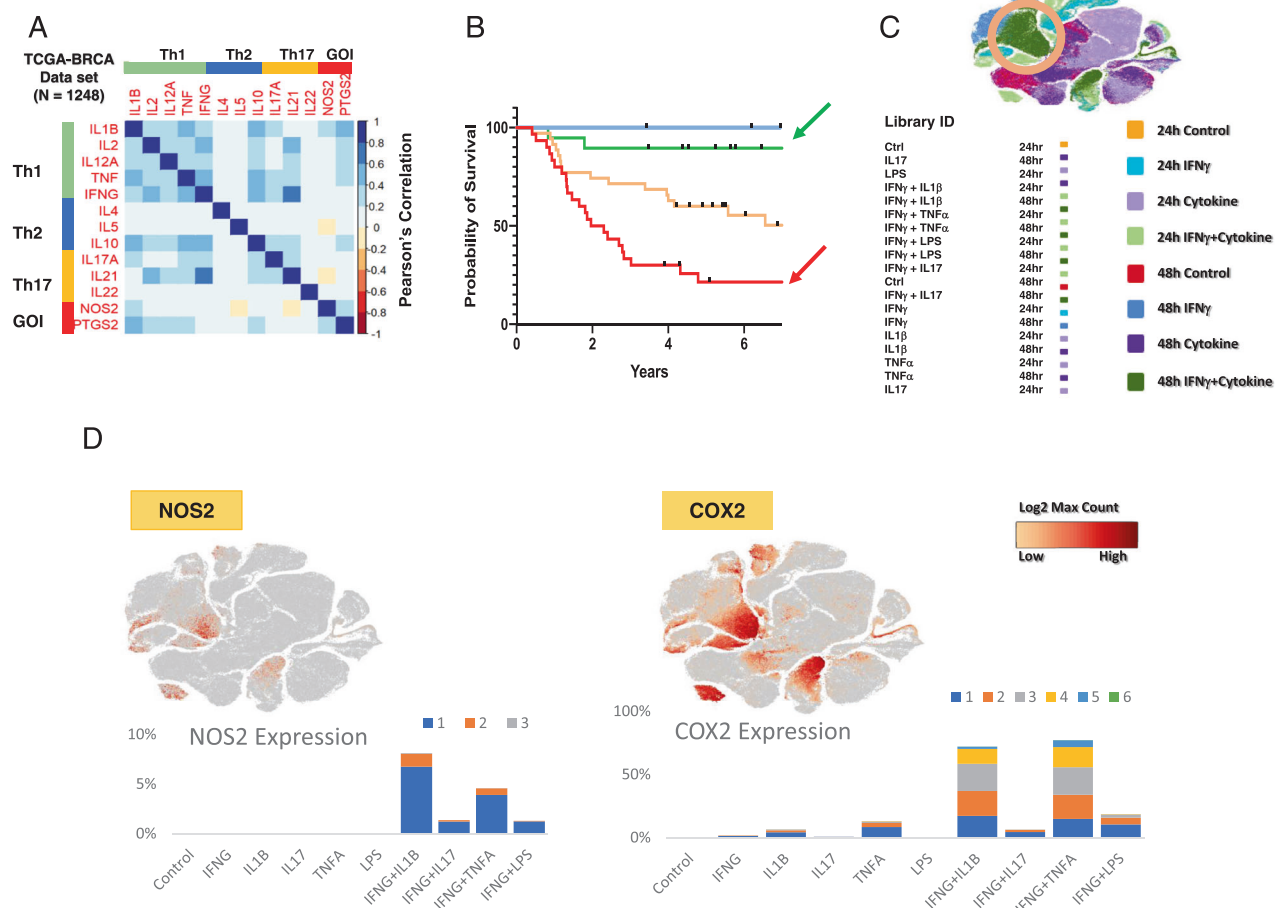 A
TCGA-BRCA
Data set
(N = 1248)
Th1 Th2 Th17 GOI
IL1B IL2 IL12A TNF IFNG IL4 IL5 IL10 IL17A IL21 IL22 NOS2 PTGS2
Th1
Th2
Th17
GOI
IL1B
IL2
IL12A
TNF
IFNG
IL4
IL5
IL10
IL17A
IL21
IL22
NOS2
PTGS2
1
0.8
0.6
0.4
0.2
0
-0.2
-0.4
-0.6
-0.8
-1
Pearson's Correlation
B
Probability of Survival
100
50
0
0 2 4 6
Years
C
Library ID
Ctrl 24hr
IL17 48hr
LPS 24hr
IFNγ + IL1β 24hr
IFNγ + IL1β 48hr
IFNγ + TNFα 24hr
IFNγ + TNFα 48hr
IFNγ + LPS 24hr
IFNγ + LPS 48hr
IFNγ + IL17 24hr
Ctrl 48hr
IFNγ + IL17 48hr
IFNγ 24hr
IFNγ 48hr
IL1β 24hr
IL1β 48hr
TNFα 24hr
TNFα 48hr
IL17 24hr
24h Control
24h IFNγ
24h Cytokine
24h IFNγ+Cytokine
48h Control
48h IFNγ
48h Cytokine
48h IFNγ+Cytokine
D
NOS2
COX2
Log2 Max Count
Low High
NOS2 Expression
1 2 3
10%
5%
0%
Control IFNG IL1B IL17 TNFA LPS IFNG+IL1B IFNG+IL17 IFNG+TNFA IFNG+LPS
COX2 Expression
1 2 3 4 5 6
100%
50%
0%
Control IFNG IL1B IL17 TNFA LPS IFNG+IL1B IFNG+IL17 IFNG+TNFA IFNG+LPS